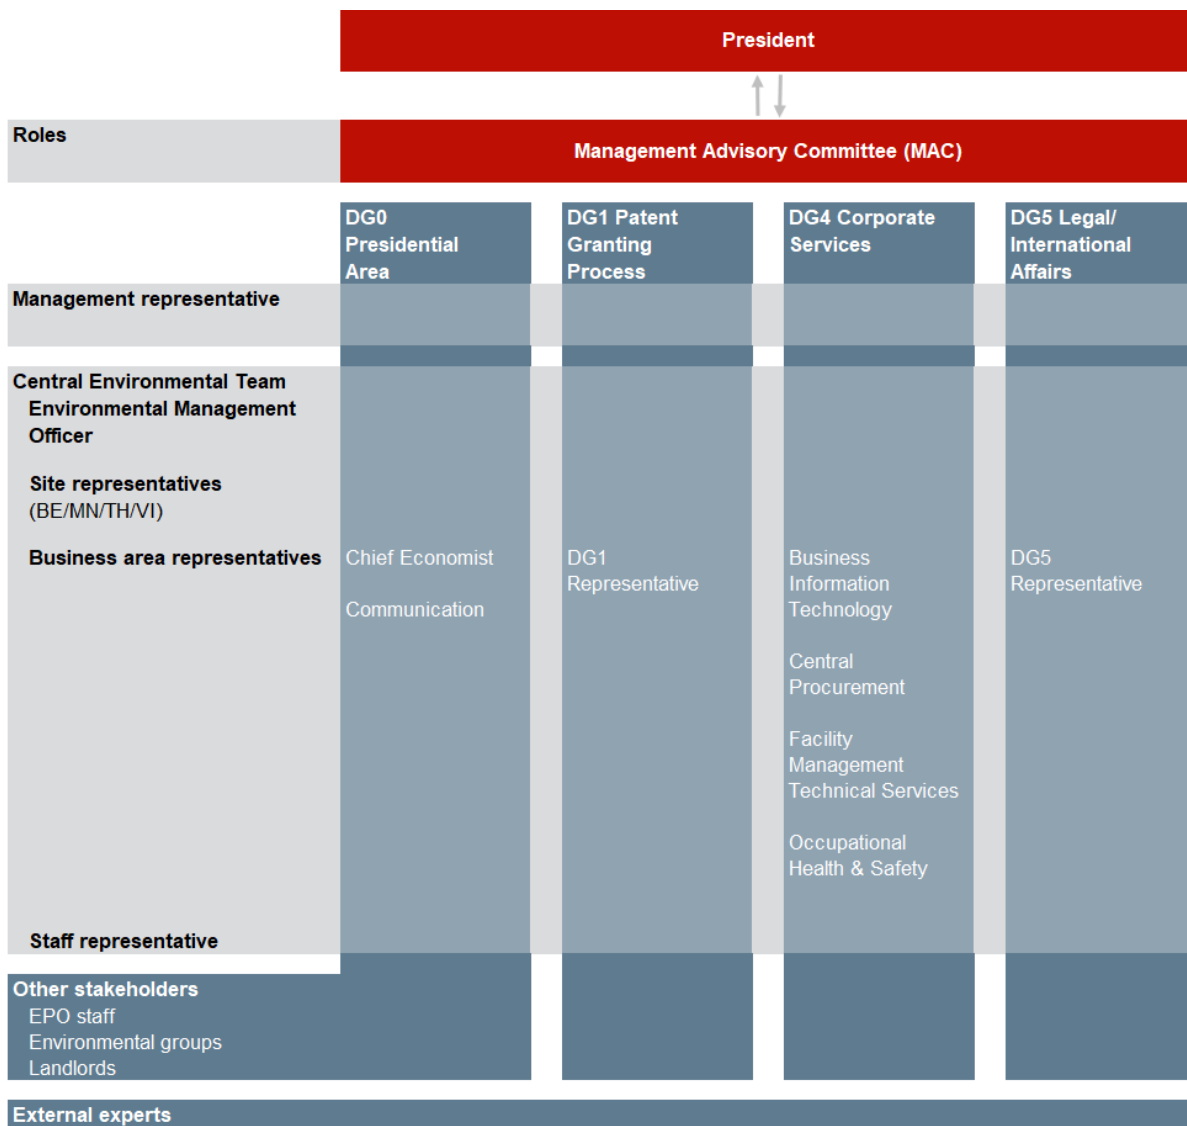 President
Roles
Management Advisory Committee (MAC)
DG0
Presidential
Area
DG1 Patent
Granting
Process
DG4 Corporate
Services
DG5 Legal/
International
Affairs
Management representative
Central Environmental Team
Environmental Management
Officer
Site representatives
(BE/MN/TH/VI)
Business area representatives
Chief Economist
Communication
DG1
Representative
Business
Information
Technology
Central
Procurement
Facility
Management
Technical Services
Occupational
Health & Safety
DG5
Representative
Staff representative
Other stakeholders
EPO staff
Environmental groups
Landlords
External experts